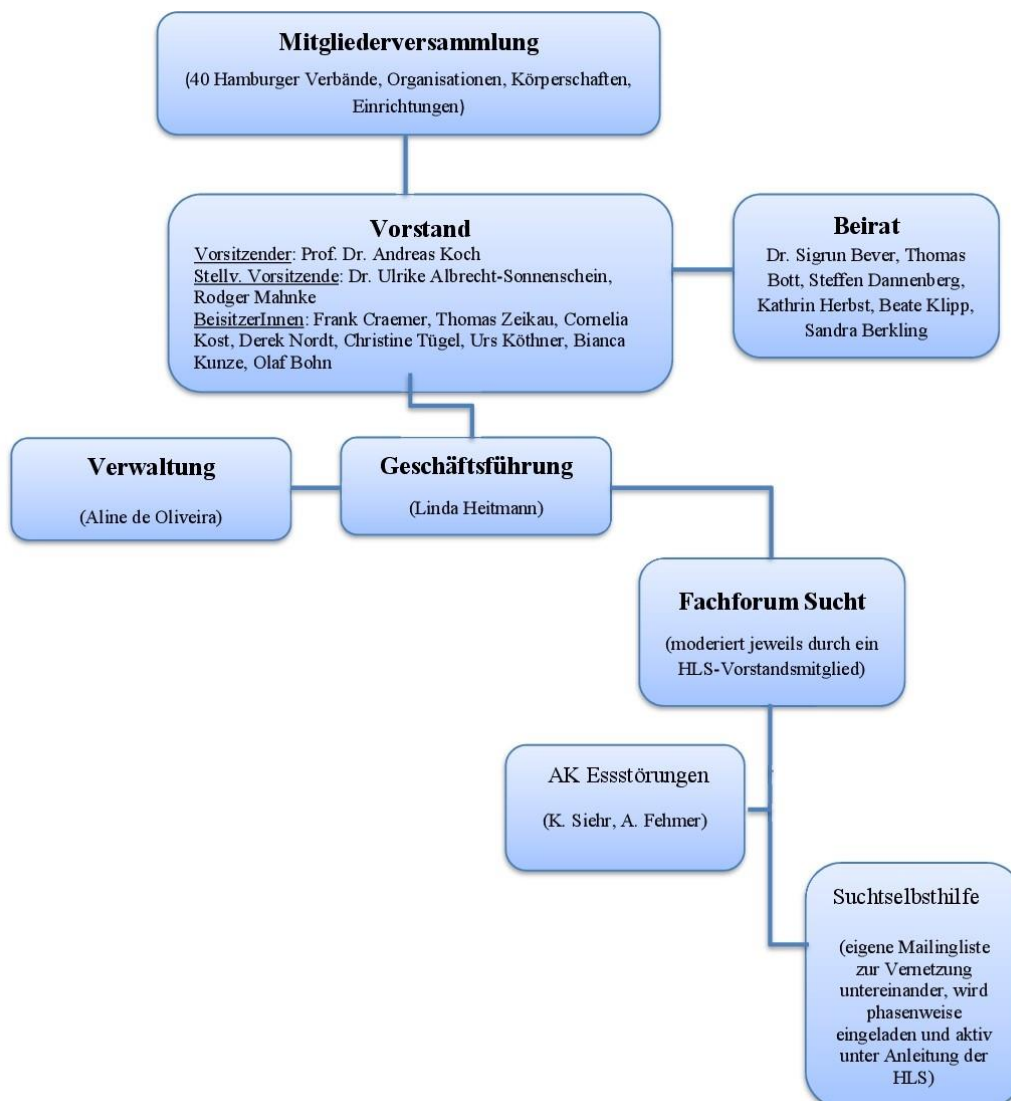 Mitgliederversammlung
(40 Hamburger Verbände, Organisationen, Körperschaften,
Einrichtungen)
Vorstand
Vorsitzender: Prof. Dr. Andreas Koch
Stellv. Vorsitzende: Dr. Ulrike Albrecht-Sonnenschein,
Rodger Mahnke
BeisitzerInnen: Frank Craemer, Thomas Zeikau, Cornelia
Kost, Derek Nordt, Christine Tügel, Urs Köthner, Bianca
Kunze, Olaf Bohn
Beirat
Dr. Sigrun Bever, Thomas
Bott, Steffen Dannenberg,
Kathrin Herbst, Beate Klipp,
Sandra Berkling
Verwaltung
(Aline de Oliveira)
Geschäftsführung
(Linda Heitmann)
Fachforum Sucht
(moderiert jeweils durch ein
HLS-Vorstandsmitglied)
AK Essstörungen
(K. Siehr, A. Fehmer)
Suchtselbsthilfe
(eigene Mailingliste
zur Vernetzung
untereinander, wird
phasenweise
eingeladen und aktiv
unter Anleitung der
HLS)